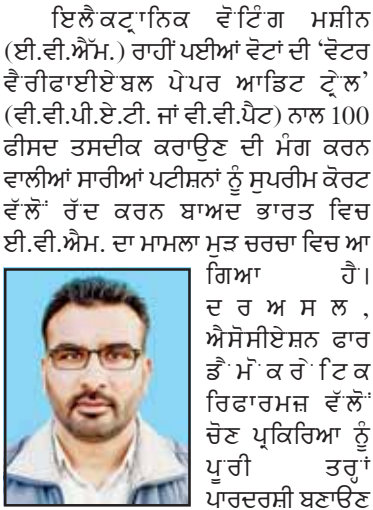 ਇਲੈਕਟ੍ਰਾਨਿਕ ਵੋਟਿੰਗ ਮਸ਼ੀਨ
(ਈ.ਵੀ.ਐੱਮ.) ਰਾਹੀਂ ਪਈਆਂ ਵੋਟਾਂ ਦੀ ‘ਵੋਟਰ
ਵੈਰੀਫਾਈਏਬਲ ਪੇਪਰ ਆਡਿਟ ਟ੍ਰੇਲ’
(ਵੀ.ਵੀ.ਪੀ.ਏ.ਟੀ. ਜਾਂ ਵੀ.ਵੀ.ਪੈਟ) ਨਾਲ 100
ਫੀਸਦ ਤਸਦੀਕ ਕਰਾਉਣ ਦੀ ਮੰਗ ਕਰਨ
ਵਾਲੀਆਂ ਸਾਰੀਆਂ ਪਟੀਸ਼ਨਾਂ ਨੂੰ ਸੁਪਰੀਮ ਕੋਰਟ
ਵੱਲੋਂ ਰੱਦ ਕਰਨ ਬਾਅਦ ਭਾਰਤ ਵਿਚ
ਈ.ਵੀ.ਐਮ. ਦਾ ਮਾਮਲਾ ਮੁੜ ਚਰਚਾ ਵਿਚ ਆ
ਗਿਆ ਹੈ।
ਦਰਅਸਲ,
ਐਸੋਸੀਏਸ਼ਨ ਫਾਰ
ਡੈਮੋਕਰੇਟਿਕ
ਰਿਫਾਰਮਜ਼ ਵੱਲੋਂ
ਚੋਣ ਪ੍ਰਕਿਰਿਆ ਨੂੰ
ਪੂਰੀ ਤਰ੍ਹਾਂ
ਪਾਰਦਰਸ਼ੀ ਬਣਾਉਣ